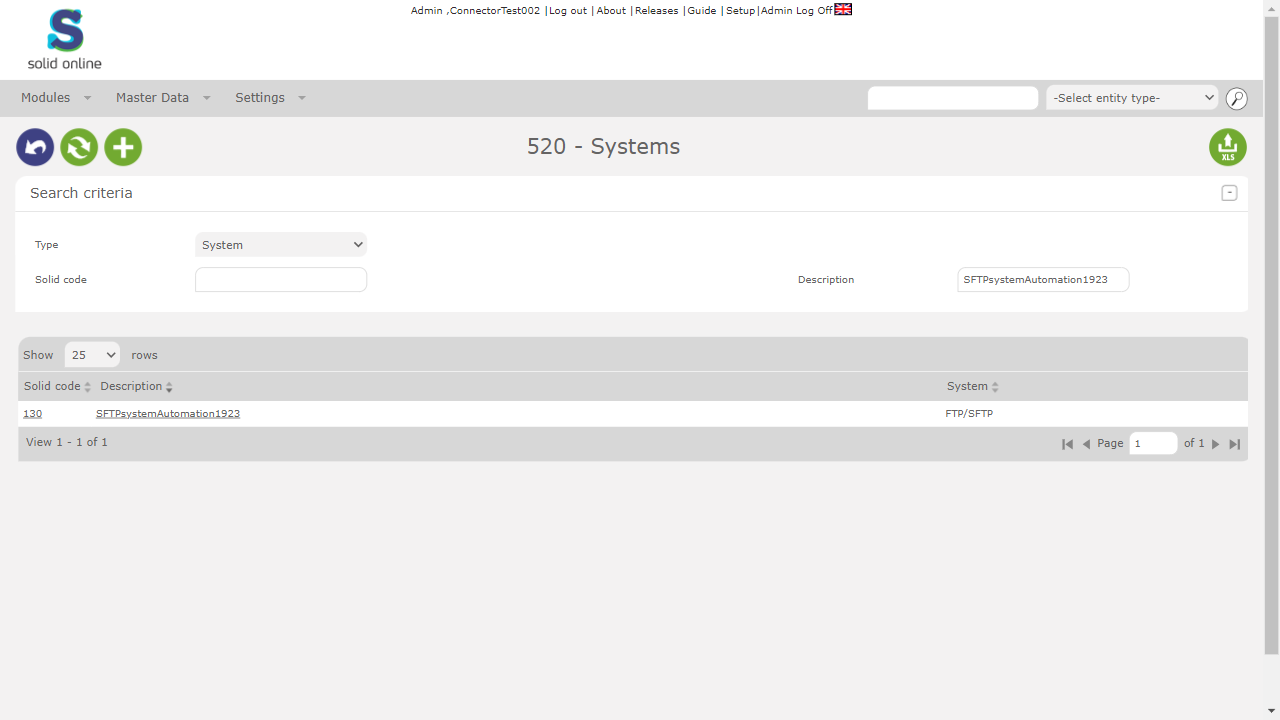 Admin ,ConnectorTest002 |Log out |About |Releases |Guide |Setup|Admin Log Off
solid online
Modules Master Data Settings -Select entity type-
520 - Systems
XLS
Search criteria -
Type System
Solid code Description SFTPsystemAutomation1923
Show 25 rows
Solid code Description System
130 SFTPsystemAutomation1923 FTP/SFTP
View 1 - 1 of 1 Page 1 of 1